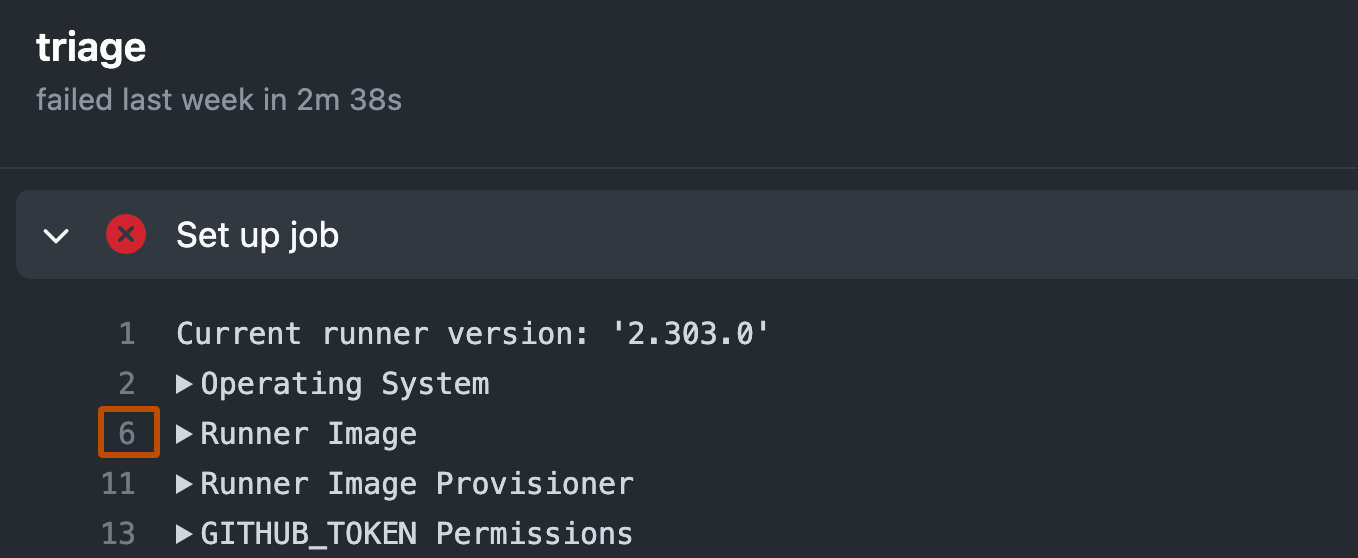 triage
failed last week in 2m 38s
Set up job
1 Current runner version: '2.303.0'
2 Operating System
6 Runner Image
11 Runner Image Provisioner
13 GITHUB_TOKEN Permissions